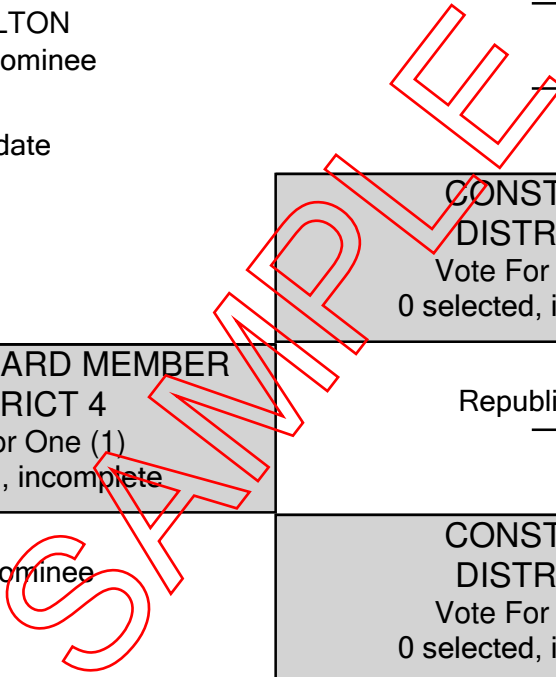 LTON
ominee
date
ARD MEMBER
RICT 4
or One (1)
, incomplete
ominee
CONST
DISTR
Vote For
0 selected, i
Republi
CONST
DISTR
Vote For
0 selected, i
SAMPLE